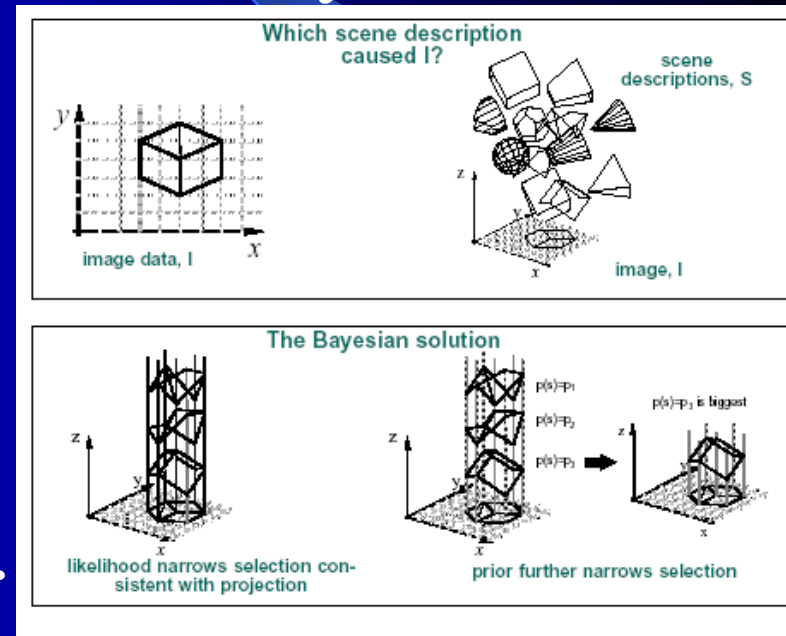 Which scene description
caused I?
scene
descriptions, S
y
x
image data, I
z
y
x
image, I
The Bayesian solution
z
y
x
likelihood narrows selection con-
sistent with projection
z
y
x
p(s)=p₁
p(s)=p₂
p(s)=p₃
p(s)=p₃ is biggest
z
y
x
prior further narrows selection